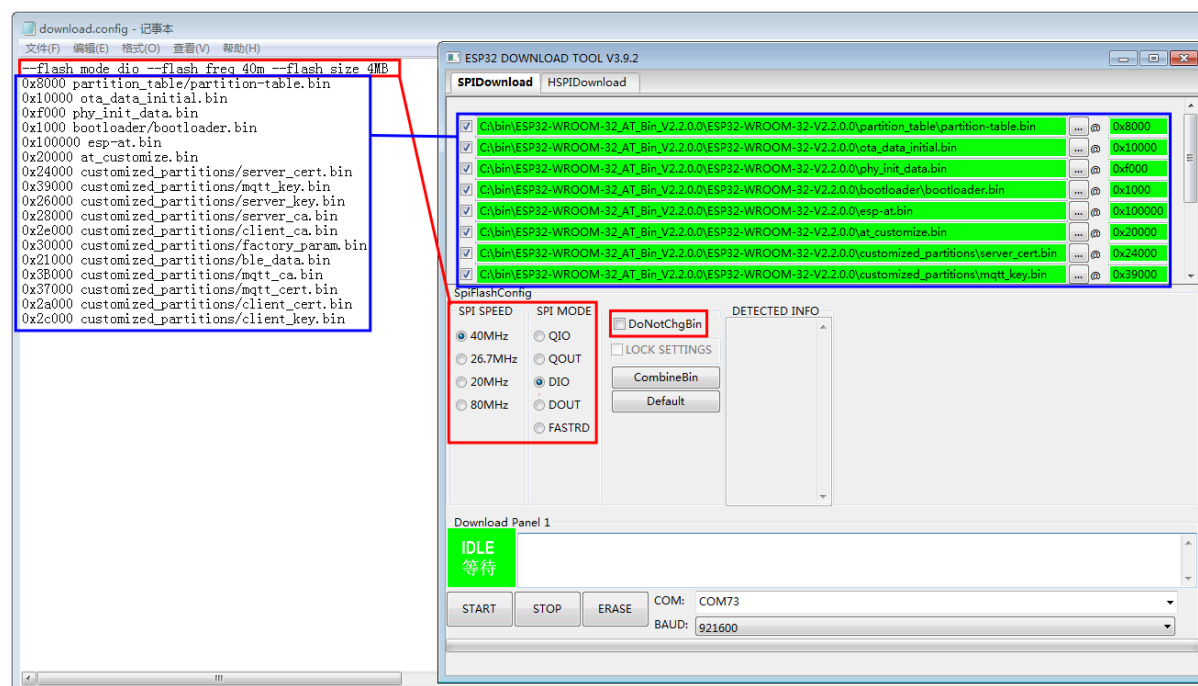 download.config - 记事本
文件(F) 编辑(E) 格式(O) 查看(V) 帮助(H)
--flash_mode dio --flash_freq 40m --flash_size 4MB
0x8000 partition_table/partition-table.bin
0x10000 ota_data_initial.bin
0xf000 phy_init_data.bin
0x1000 bootloader/bootloader.bin
0x100000 esp-at.bin
0x20000 at_customize.bin
0x24000 customized_partitions/server_cert.bin
0x39000 customized_partitions/mqtt_key.bin
0x26000 customized_partitions/server_key.bin
0x28000 customized_partitions/server_ca.bin
0x2e000 customized_partitions/client_ca.bin
0x30000 customized_partitions/factory_param.bin
0x21000 customized_partitions/ble_data.bin
0x3B000 customized_partitions/mqtt_ca.bin
0x37000 customized_partitions/mqtt_cert.bin
0x2a000 customized_partitions/client_cert.bin
0x2c000 customized_partitions/client_key.bin
ESP32 DOWNLOAD TOOL V3.9.2
SPIDownload HSPIDownload
C:\bin\ESP32-WROOM-32_AT_Bin_V2.2.0.0\ESP32-WROOM-32-V2.2.0.0\partition_table\partition-table.bin ... @ 0x8000
C:\bin\ESP32-WROOM-32_AT_Bin_V2.2.0.0\ESP32-WROOM-32-V2.2.0.0\ota_data_initial.bin ... @ 0x10000
C:\bin\ESP32-WROOM-32_AT_Bin_V2.2.0.0\ESP32-WROOM-32-V2.2.0.0\phy_init_data.bin ... @ 0xf000
C:\bin\ESP32-WROOM-32_AT_Bin_V2.2.0.0\ESP32-WROOM-32-V2.2.0.0\bootloader\bootloader.bin ... @ 0x1000
C:\bin\ESP32-WROOM-32_AT_Bin_V2.2.0.0\ESP32-WROOM-32-V2.2.0.0\esp-at.bin ... @ 0x100000
C:\bin\ESP32-WROOM-32_AT_Bin_V2.2.0.0\ESP32-WROOM-32-V2.2.0.0\at_customize.bin ... @ 0x20000
C:\bin\ESP32-WROOM-32_AT_Bin_V2.2.0.0\ESP32-WROOM-32-V2.2.0.0\customized_partitions\server_cert.bin ... @ 0x24000
C:\bin\ESP32-WROOM-32_AT_Bin_V2.2.0.0\ESP32-WROOM-32-V2.2.0.0\customized_partitions\mqtt_key.bin ... @ 0x39000
SpiFlashConfig
SPI SPEED SPI MODE DETECTED INFO
40MHz QIO DoNotChgBin
26.7MHz QOUT LOCK SETTINGS
20MHz DIO CombineBin
80MHz DOUT Default
FASTRD
Download Panel 1
IDLE
等待
START STOP ERASE
COM: COM73
BAUD: 921600